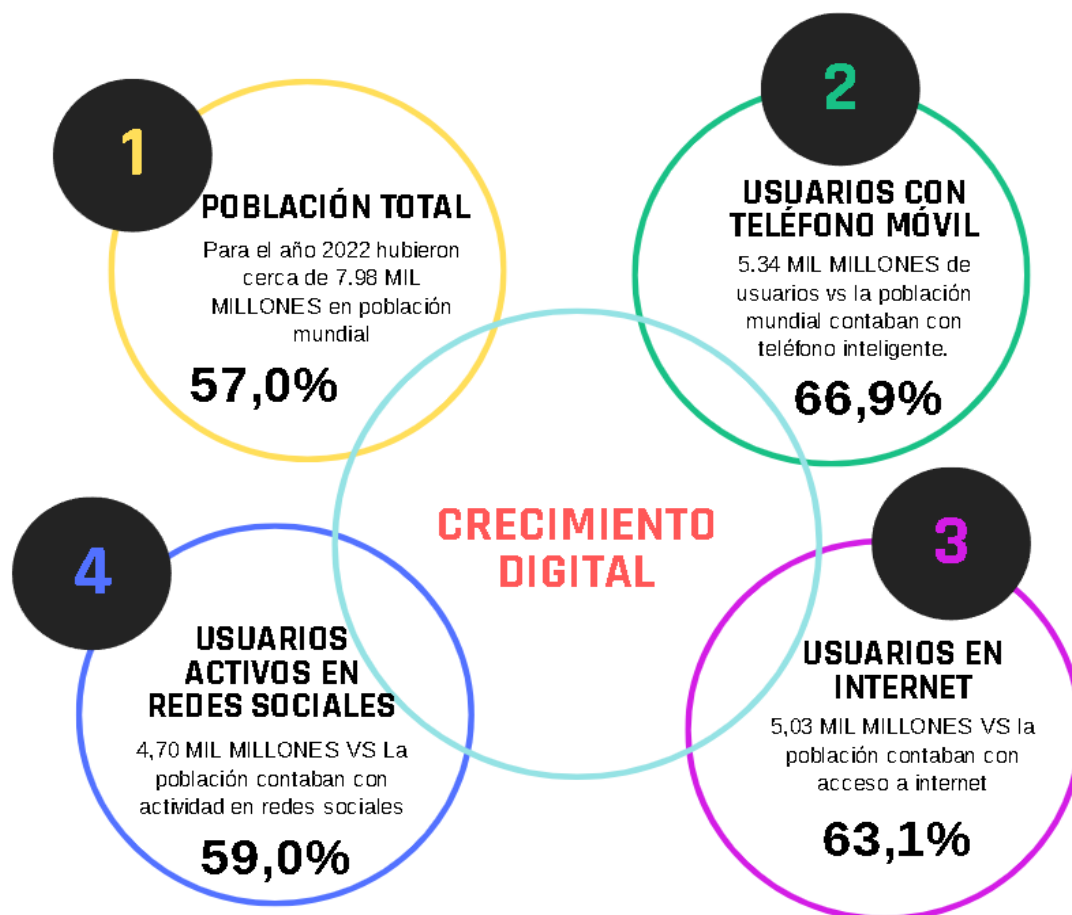 1
POBLACIÓN TOTAL
Para el año 2022 hubieron
cerca de 7.98 MIL
MILLONES en población
mundial
57,0%
2
USUARIOS CON
TELÉFONO MÓVIL
5.34 MIL MILLONES de
usuarios vs la población
mundial contaban con
teléfono inteligente.
66,9%
CRECIMIENTO
DIGITAL
3
USUARIOS EN
INTERNET
5,03 MIL MILLONES VS la
población contaban con
acceso a internet
63,1%
4
USUARIOS
ACTIVOS EN
REDES SOCIALES
4,70 MIL MILLONES VS La
población contaban con
actividad en redes sociales
59,0%